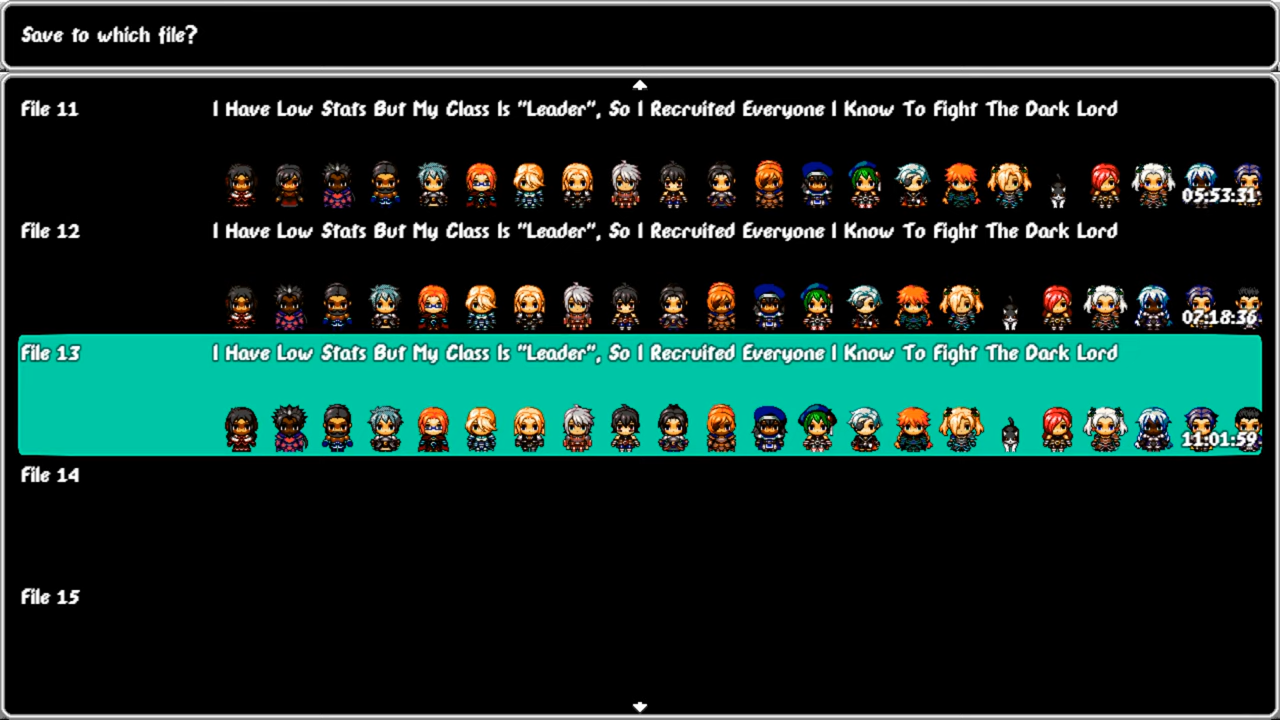 Save to which file?
File 11 I Have Low Stats But My Class Is "Leader", So I Recruited Everyone I Know To Fight The Dark Lord
05:53:31
File 12 I Have Low Stats But My Class Is "Leader", So I Recruited Everyone I Know To Fight The Dark Lord
07:18:36
File 13 I Have Low Stats But My Class Is "Leader", So I Recruited Everyone I Know To Fight The Dark Lord
11:01:59
File 14
File 15